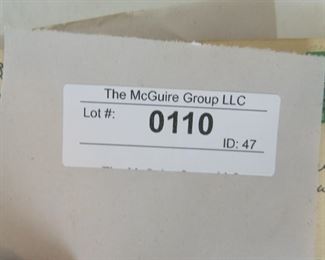 The McGuire Group LLC
Lot #: 0110
ID: 47